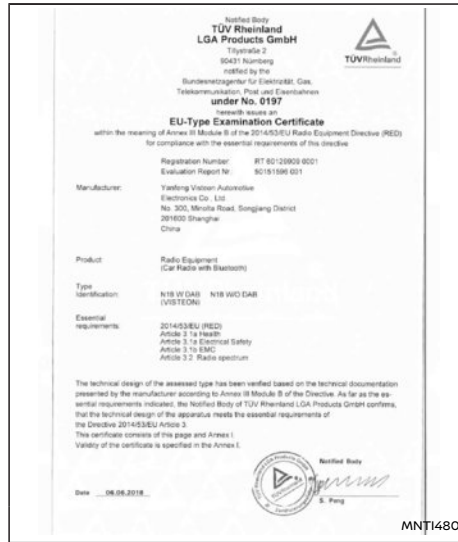 Notified Body
TÜV Rheinland
LGA Products GmbH
Tillystraße 2
90431 Nürnberg
notified by the
Bundesnetzagentur für Elektrizität, Gas,
Telekommunikation, Post und Eisenbahnen
under No. 0197
herewith issues an
EU-Type Examination Certificate
within the meaning of Annex III Module B of the 2014/53/EU Radio Equipment Directive (RED)
for compliance with the essential requirements of this directive
TÜVRheinland
Registration Number: RT 60128809 0001
Evaluation Report Nr. 50151596 001
Manufacturer: Yanfeng Visteon Automotive
Electronics Co., Ltd.
No. 300, Minolta Road, Songjiang District
201600 Shanghai
China
Product Radio Equipment
(Car Radio with Bluetooth)
Type
Identification: N18 W DAB N18 W/O DAB
(VISTEON)
Essential
requirements: 2014/53/EU (RED)
Article 3.1a Health
Article 3.1a Electrical Safety
Article 3.1b EMC
Article 3.2 Radio spectrum
The technical design of the assessed type has been verified based on the technical documentation
presented by the manufacturer according to Annex III Module B of the Directive. As far as the es-
sential requirements indicated, the Notified Body of TÜV Rheinland LGA Products GmbH confirms,
that the technical design of the apparatus meets the essential requirements of
the Directive 2014/53/EU Article 3.
This certificate consists of this page and Annex I.
Validity of the certificate is specified in the Annex I.
Notified Body
Date 06.06.2018
S. Peng
MNTI480